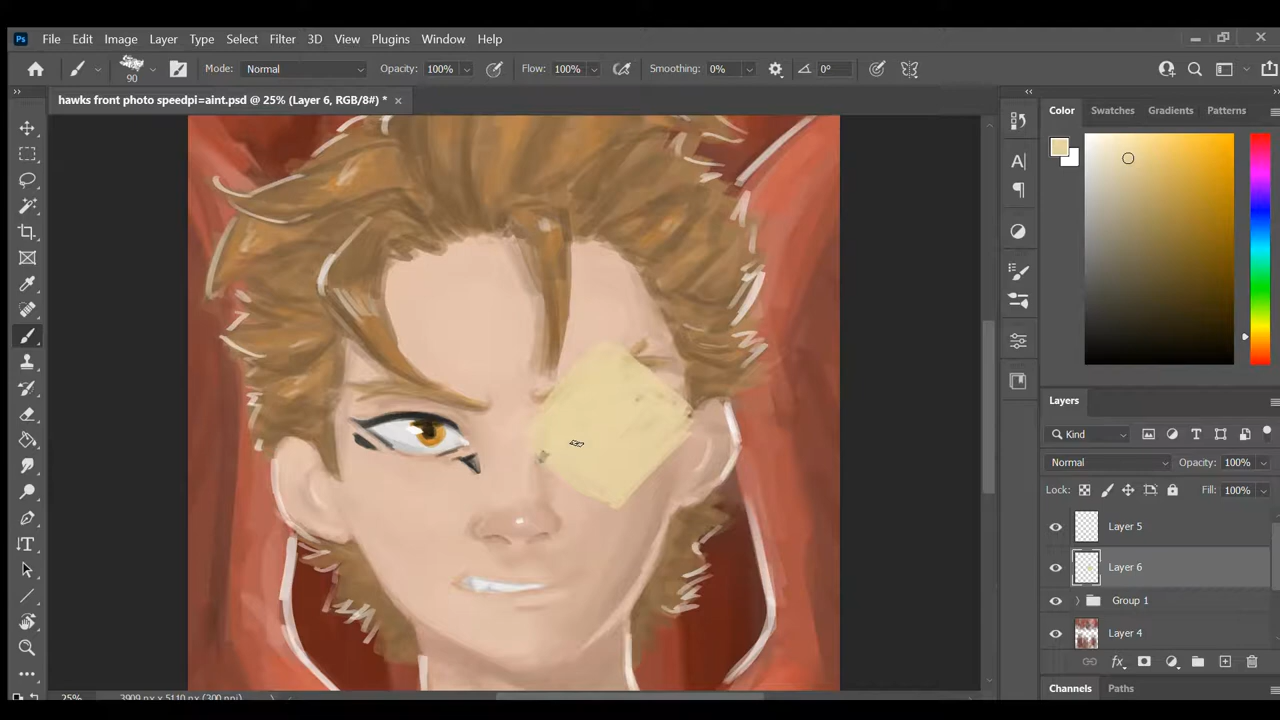 Ps File Edit Image Layer Type Select Filter 3D View Plugins Window Help
90 Mode: Normal Opacity: 100% Flow: 100% Smoothing: 0% 0°
hawks front photo speedpi=aint.psd @ 25% (Layer 6, RGB/8#) * ×
Color Swatches Gradients Patterns
Layers
Kind
Normal Opacity: 100%
Lock: Fill: 100%
Layer 5
Layer 6
Group 1
Layer 4
Channels Paths
25% 3909 px x 5110 px (300 ppi)